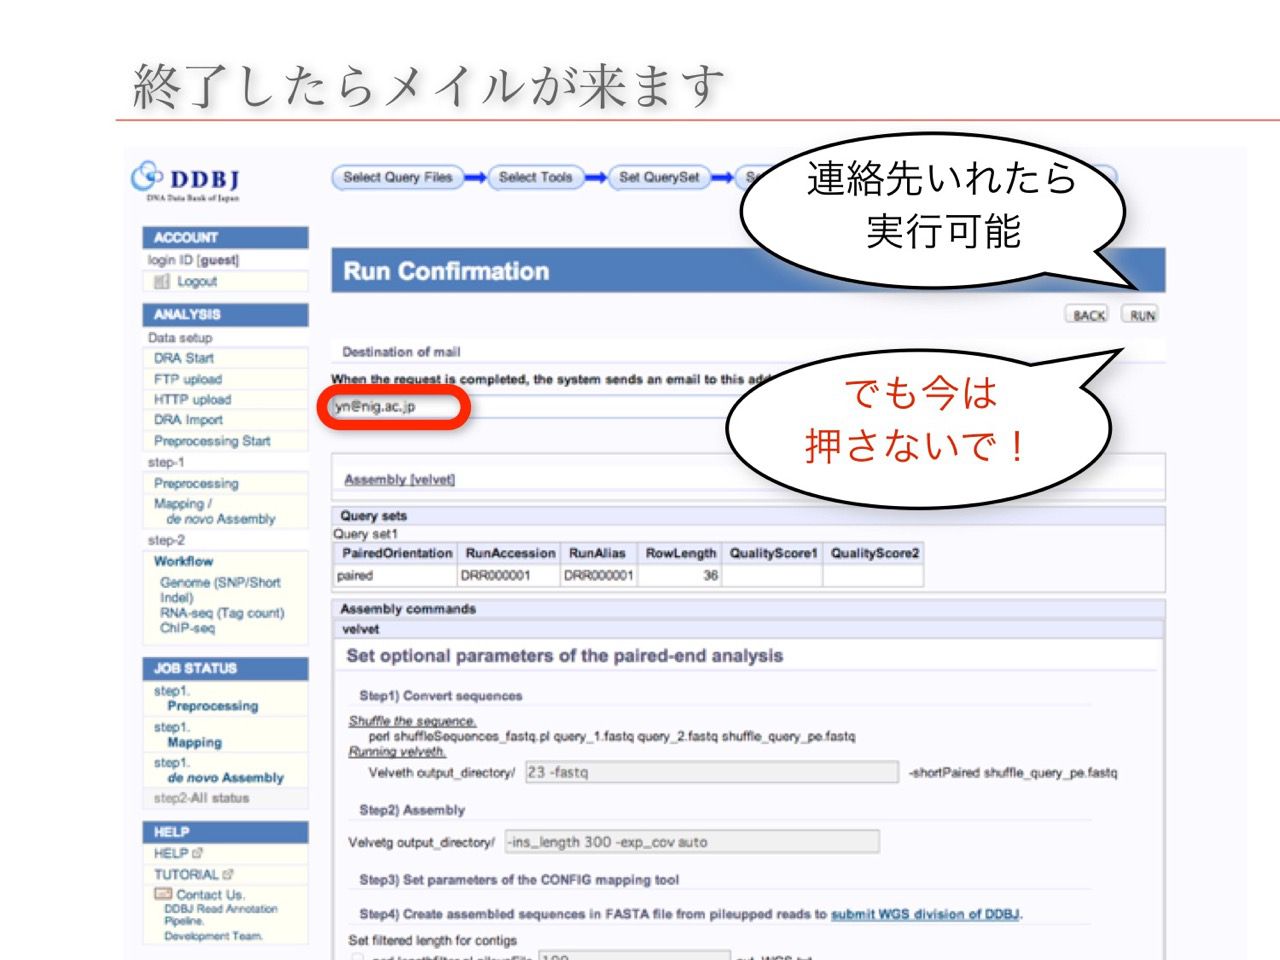 終了したらメイルが来ます
連絡先いれたら
実行可能
DDBJ
DNA Data Bank of Japan
Select Query Files
Select Tools
Set QuerySet
ACCOUNT
login ID [guest]
Logout
ANALYSIS
Data setup
DRA Start
FTP upload
HTTP upload
DRA Import
Preprocessing Start
step-1
Preprocessing
Mapping /
de novo Assembly
step-2
Workflow
Genome (SNP/Short
Indel)
RNA-seq (Tag count)
ChIP-seq
JOB STATUS
step1.
Preprocessing
step1.
Mapping
step1.
de novo Assembly
step2-All status
HELP
HELP
TUTORIAL
Contact Us.
DDBJ Read Annotation
Pipeline.
Development Team.
Run Confirmation
BACK
RUN
Destination of mail
When the request is completed, the system sends an email to this
yn@nig.ac.jp
でも今は
押さないで！
Assembly [velvet]
Query sets
Query set1
PairedOrientation RunAccession RunAlias RowLength QualityScore1 QualityScore2
paired DRR000001 DRR000001 36
Assembly commands
velvet
Set optional parameters of the paired-end analysis
Step1) Convert sequences
Shuffle the sequence.
perl shuffleSequences_fastq.pl query_1.fastq query_2.fastq shuffle_query_pe.fastq
Running velveth.
Velveth output_directory/ 23 -fastq -shortPaired shuffle_query_pe.fastq
Step2) Assembly
Velvetg output_directory/ -ins_length 300 -exp_cov auto
Step3) Set parameters of the CONFIG mapping tool
Step4) Create assembled sequences in FASTA file from pileupped reads to submit WGS division of DDBJ.
Set filtered length for contigs